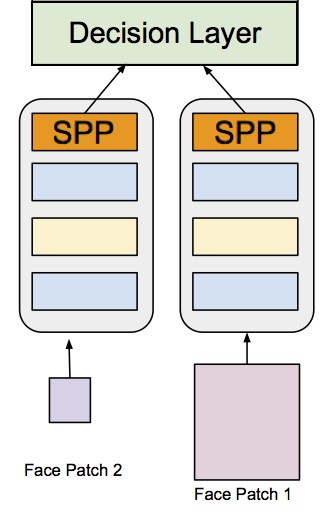 Decision Layer
SPP
SPP
Face Patch 2
Face Patch 1